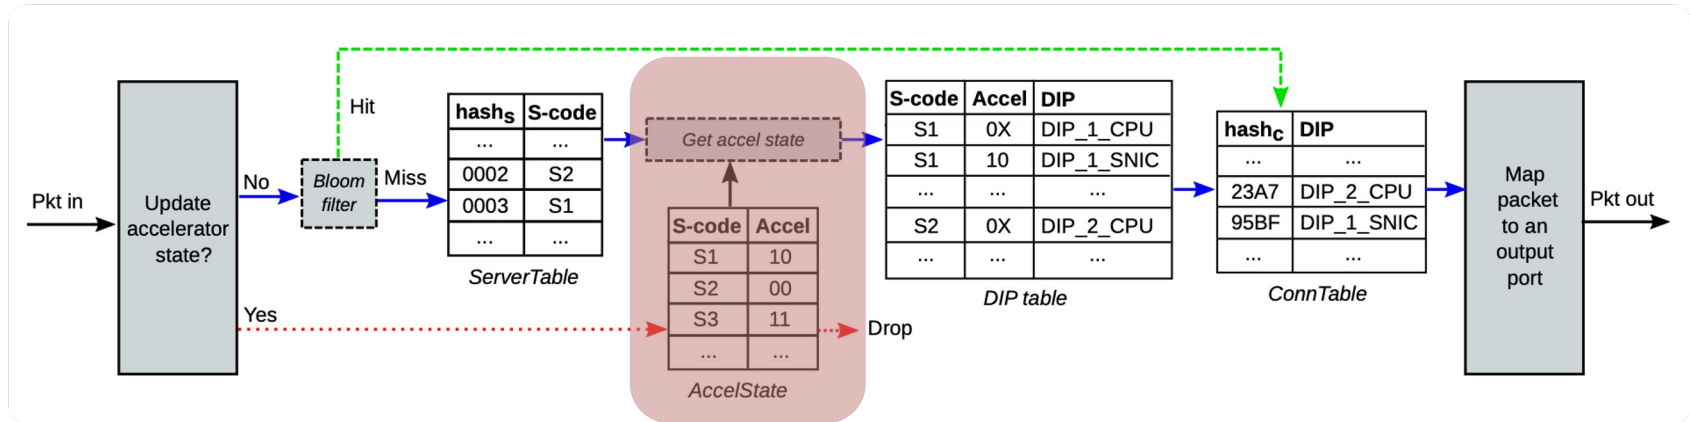 Pkt in
Update
accelerator
state?
No
Yes
Hit
Bloom
filter
Miss
hashs S-code
... ...
0002 S2
0003 S1
... ...
ServerTable
Get accel state
S-code Accel
S1 10
S2 00
S3 11
... ...
AccelState
Drop
S-code Accel DIP
S1 0X DIP_1_CPU
S1 10 DIP_1_SNIC
... ... ...
S2 0X DIP_2_CPU
... ... ...
DIP table
hashc DIP
... ...
23A7 DIP_2_CPU
95BF DIP_1_SNIC
... ...
ConnTable
Map
packet
to an
output
port
Pkt out